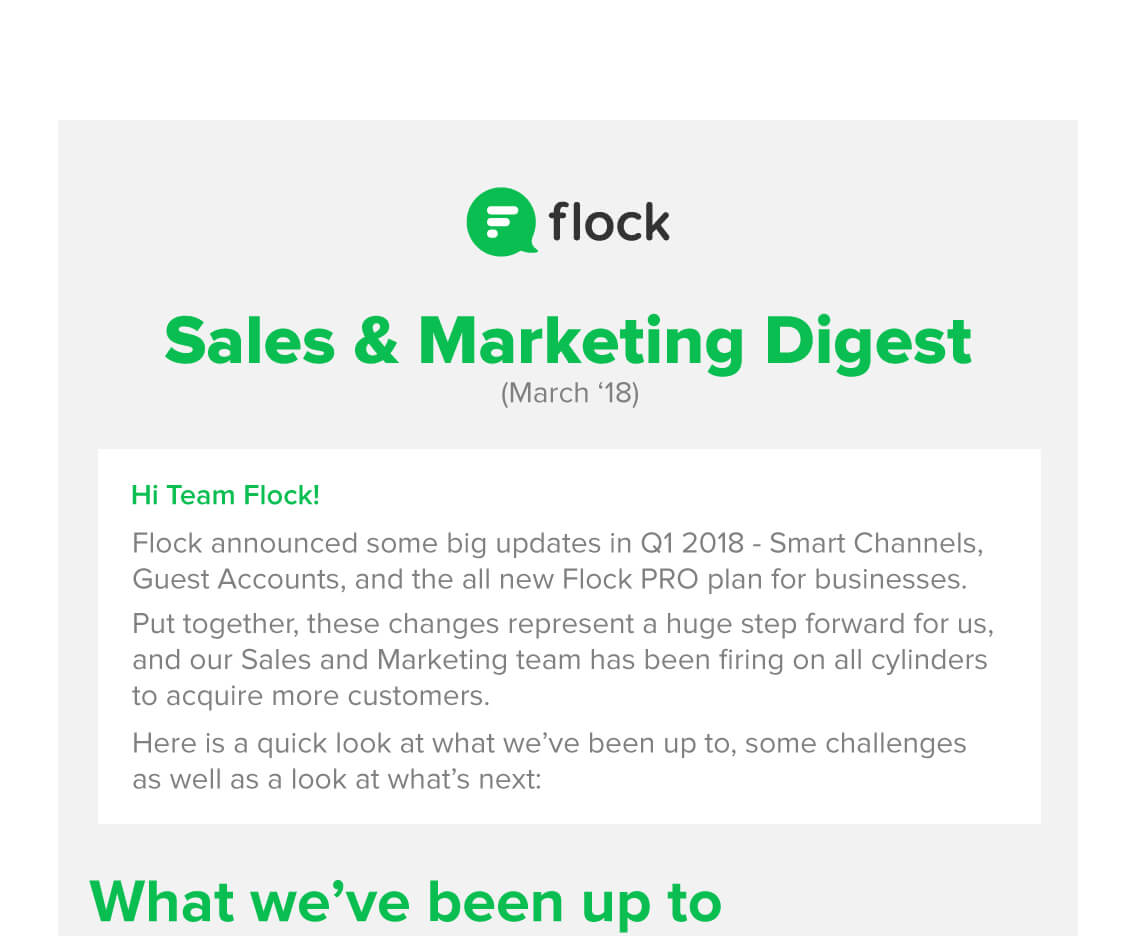 flock
Sales & Marketing Digest
(March ‘18)
Hi Team Flock!
Flock announced some big updates in Q1 2018 - Smart Channels,
Guest Accounts, and the all new Flock PRO plan for businesses.
Put together, these changes represent a huge step forward for us,
and our Sales and Marketing team has been firing on all cylinders
to acquire more customers.
Here is a quick look at what we’ve been up to, some challenges
as well as a look at what’s next:
What we’ve been up to